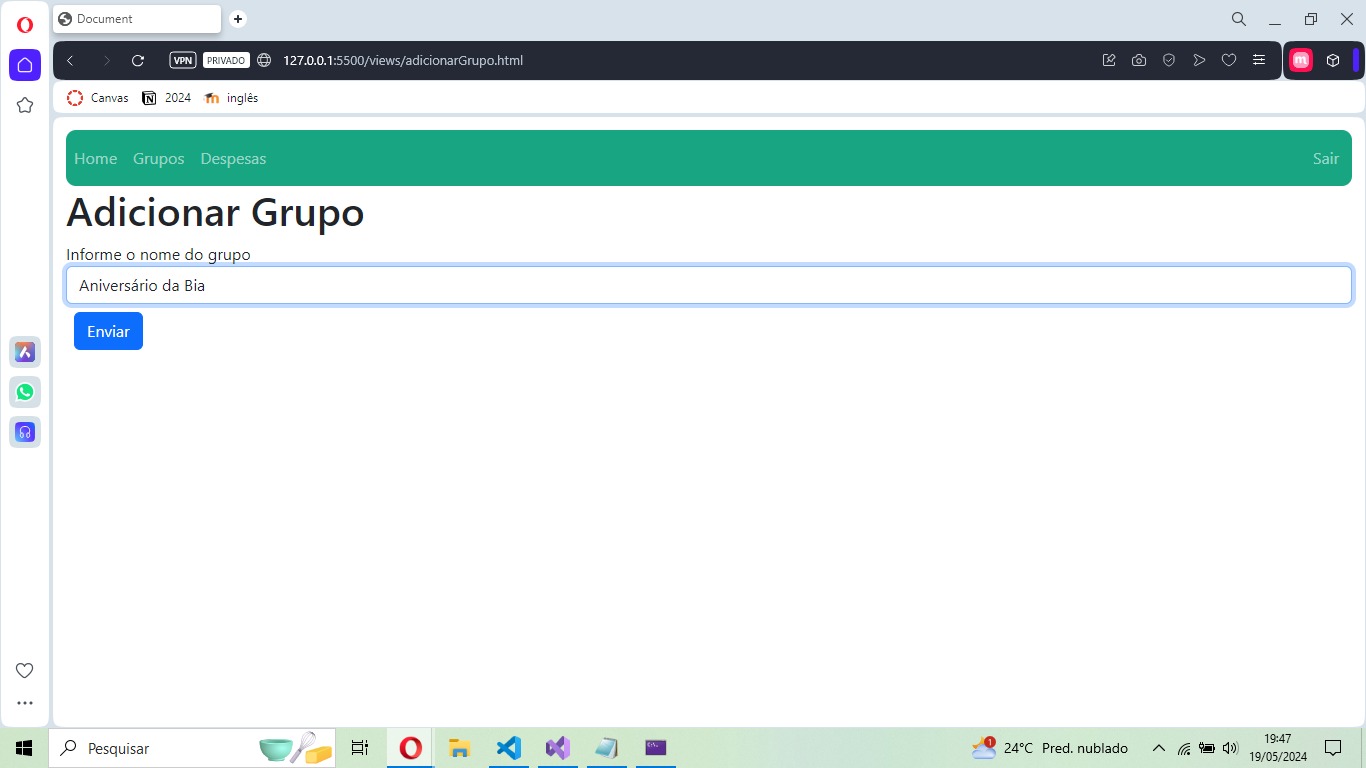 Document
VPN PRIVADO 127.0.0.1:5500/views/adicionarGrupo.html
Canvas 2024 inglês
Home Grupos Despesas Sair
Adicionar Grupo
Informe o nome do grupo
Aniversário da Bia
Enviar
Pesquisar
1
24°C Pred. nublado
19:47
19/05/2024